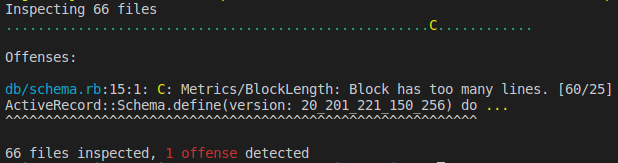 Inspecting 66 files
.....................................................C............

Offenses:

db/schema.rb:15:1: C: Metrics/BlockLength: Block has too many lines. [60/25]
ActiveRecord::Schema.define(version: 20_201_221_150_256) do ...
^^^^^^^^^^^^^^^^^^^^^^^^^^^^^^^^^^^^^^^^^^^^^^^^^^^^^^^^^^^

66 files inspected, 1 offense detected